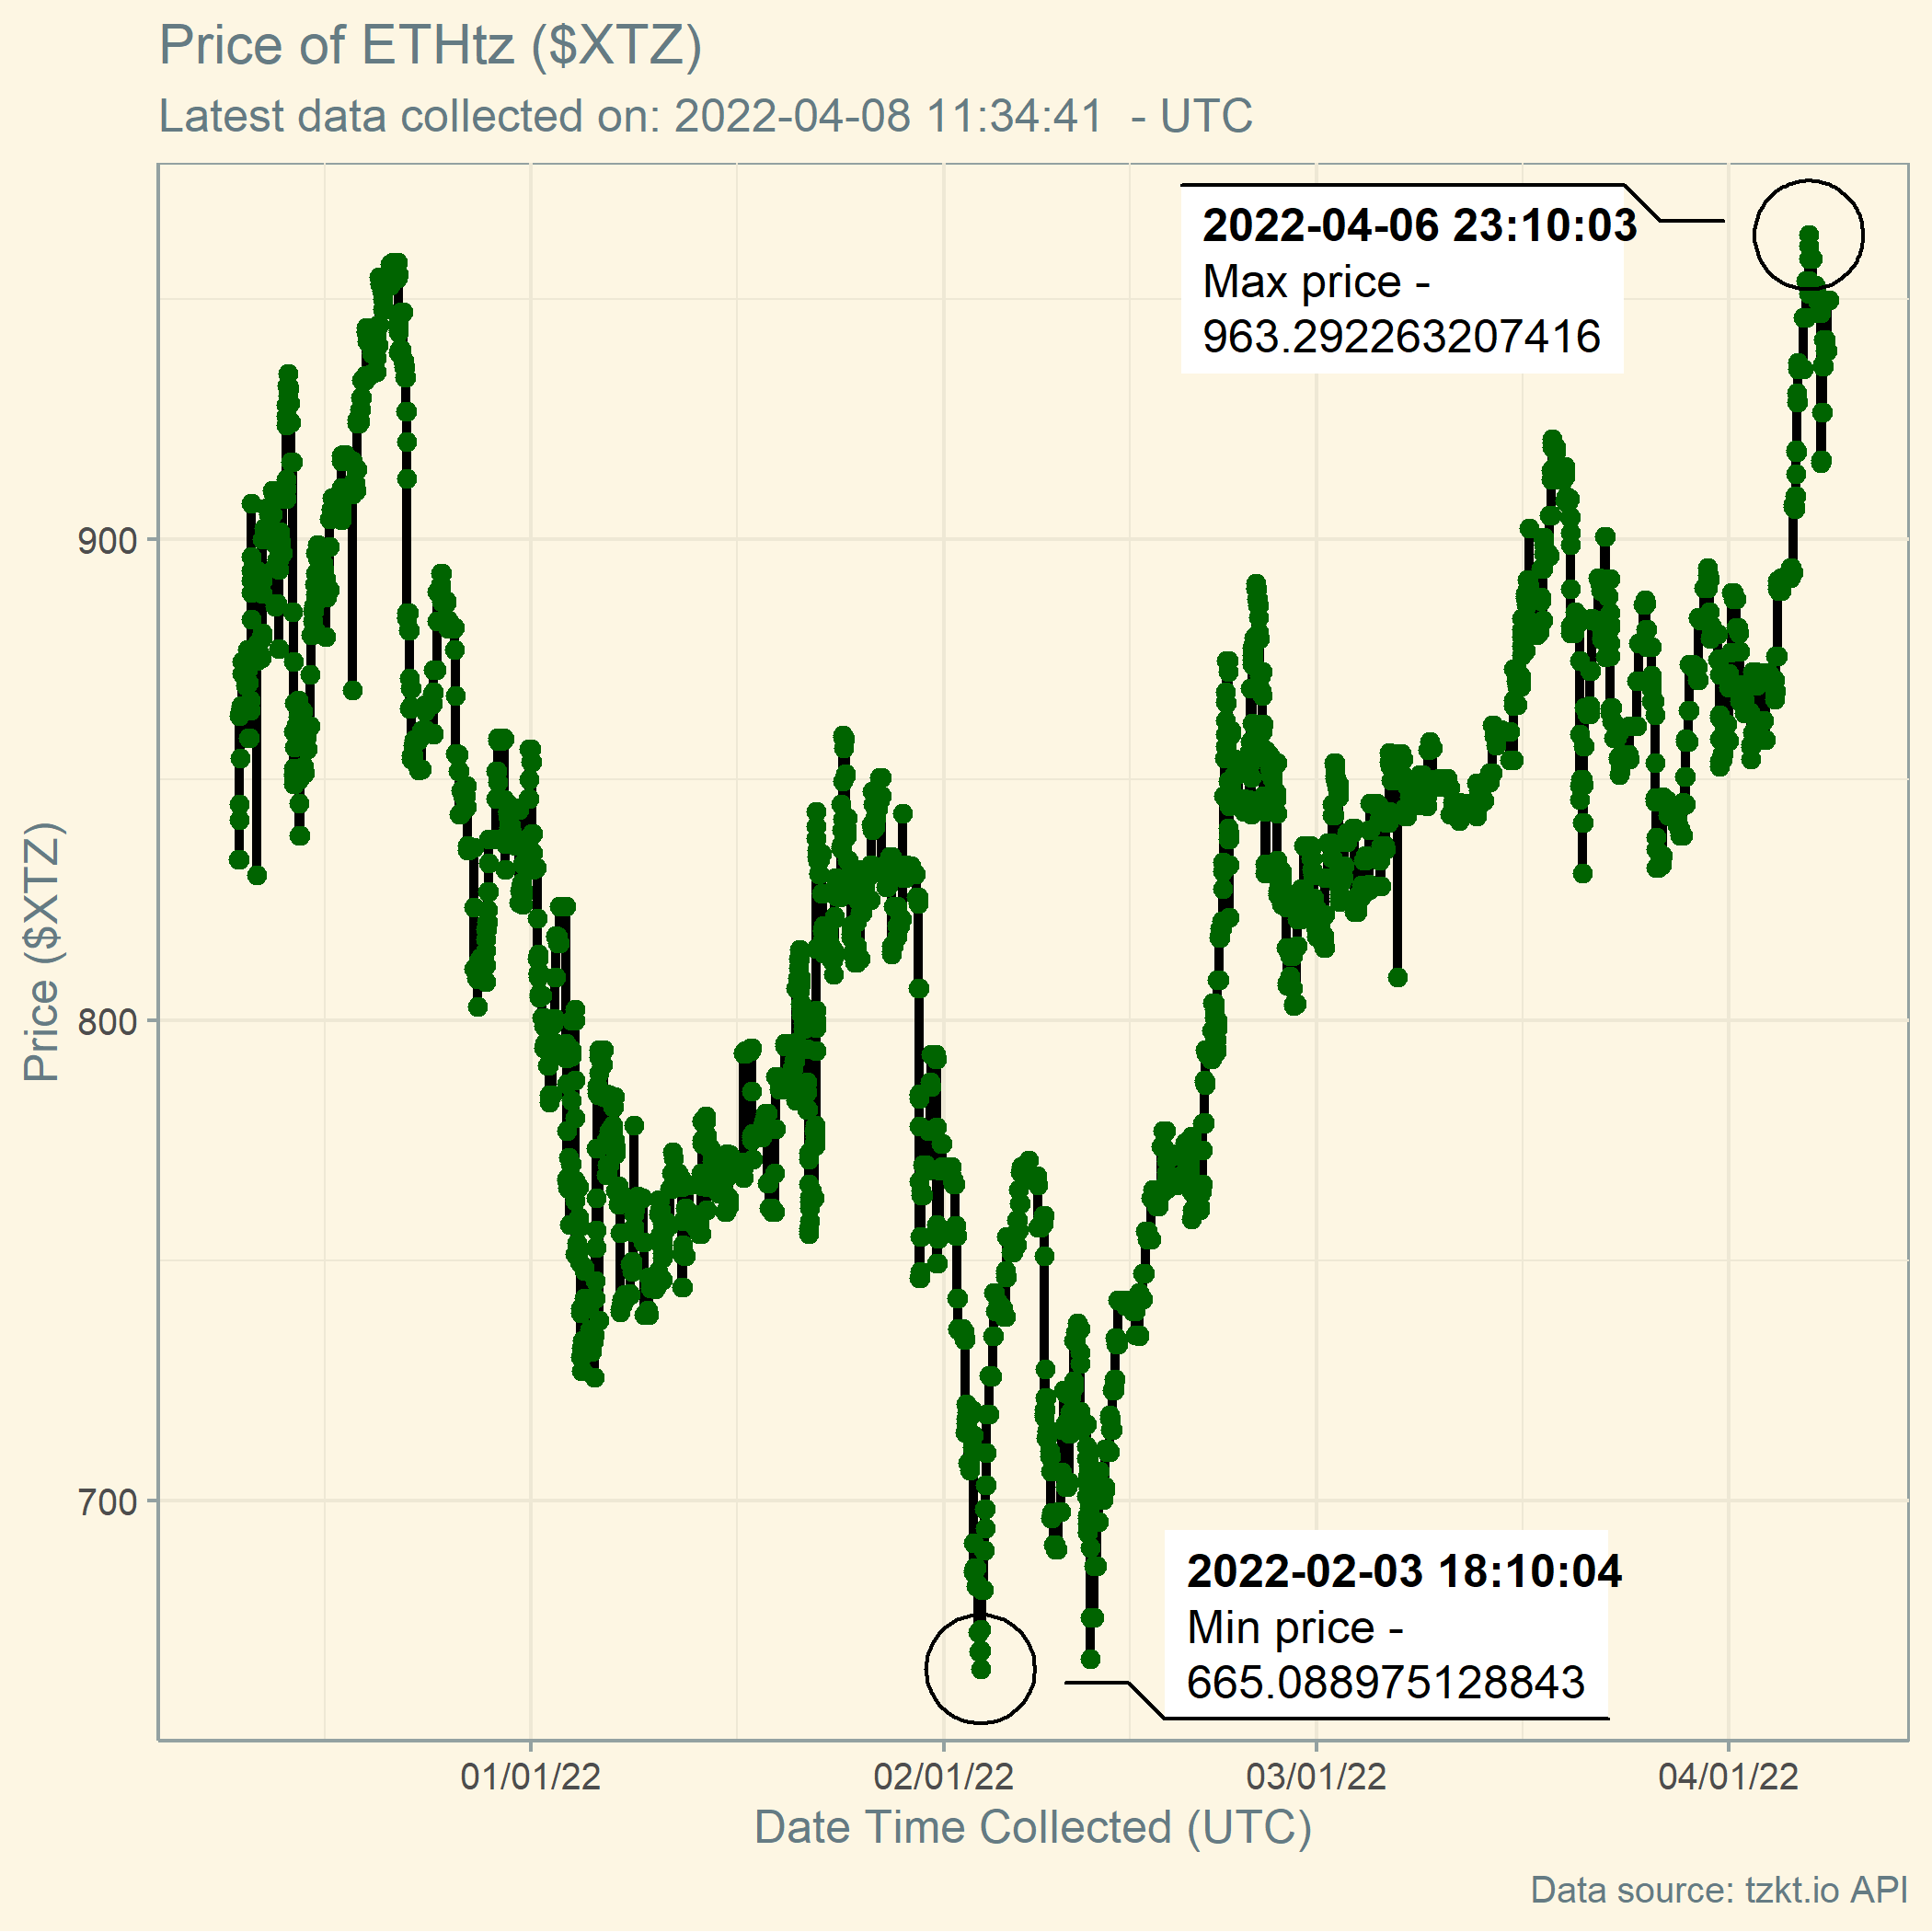 Price of ETHtz ($XTZ)
Latest data collected on: 2022-04-08 11:34:41  - UTC
2022-04-06 23:10:03
Max price -
963.292263207416
900
800
700
Price ($XTZ)
2022-02-03 18:10:04
Min price -
665.088975128843
01/01/22 02/01/22 03/01/22 04/01/22
Date Time Collected (UTC)
Data source: tzkt.io API